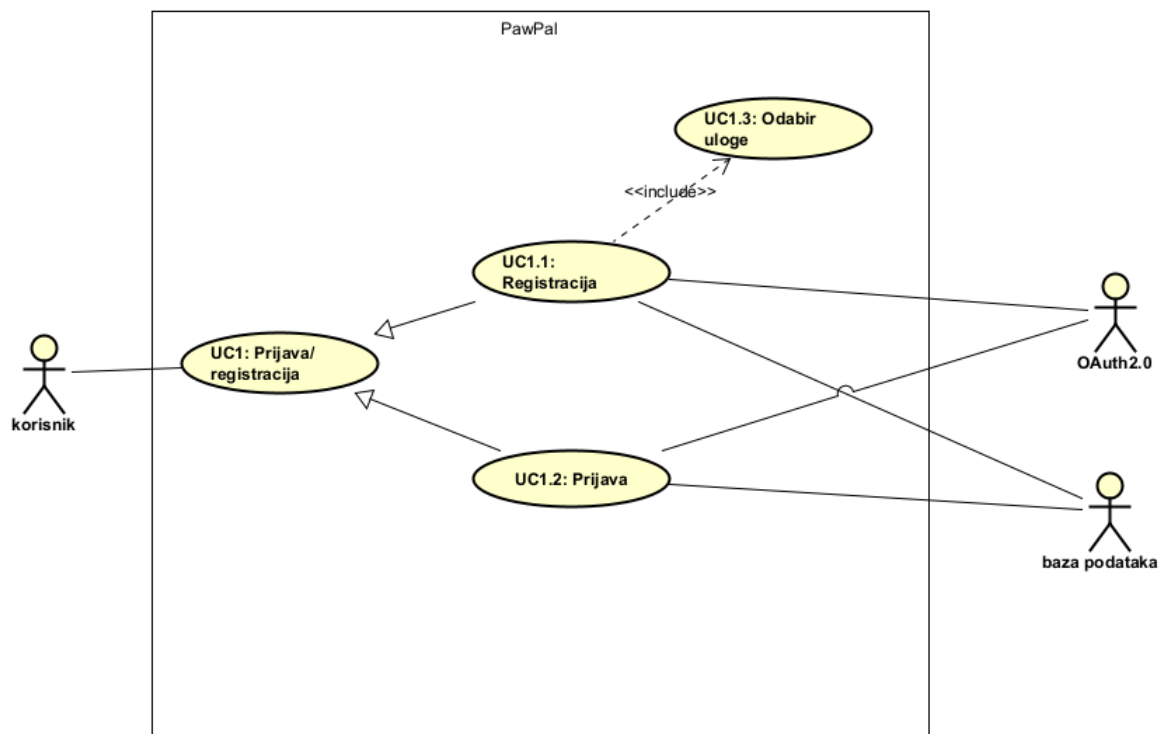 PawPal
UC1.3: Odabir
uloge
<<include>>
UC1.1:
Registracija
UC1: Prijava/
registracija
korisnik
OAuth2.0
UC1.2: Prijava
baza podataka